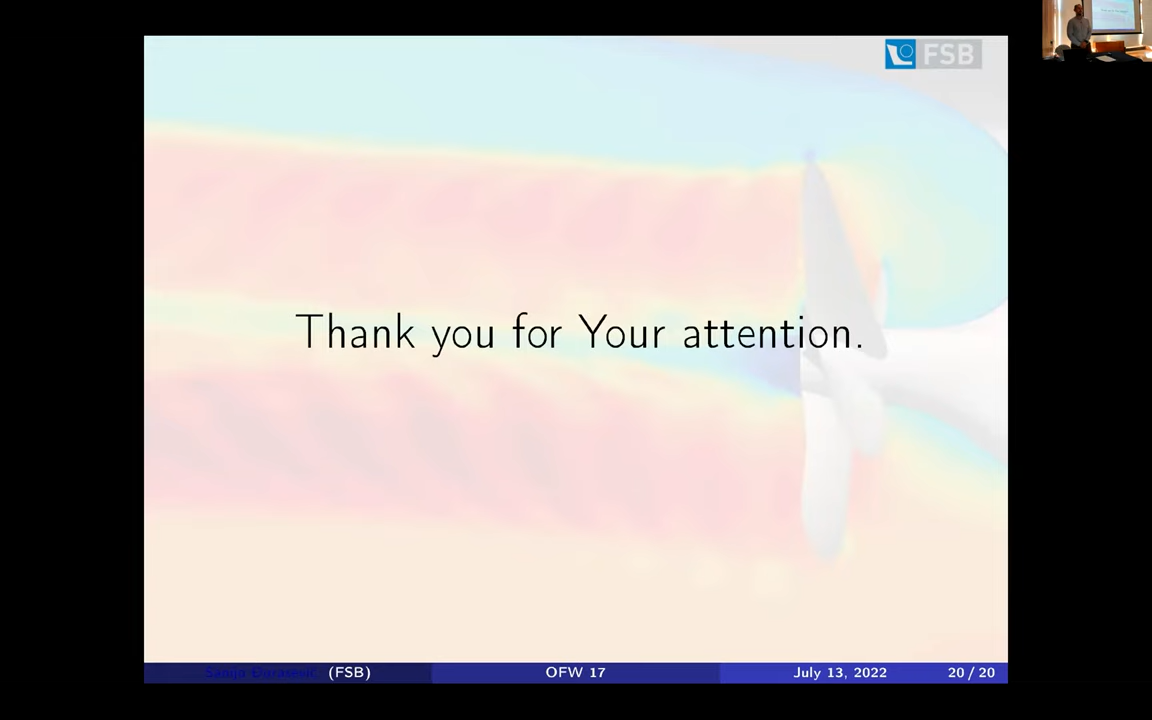 FSB
Thank you for Your attention.
(FSB) OFW 17 July 13, 2022 20 / 20